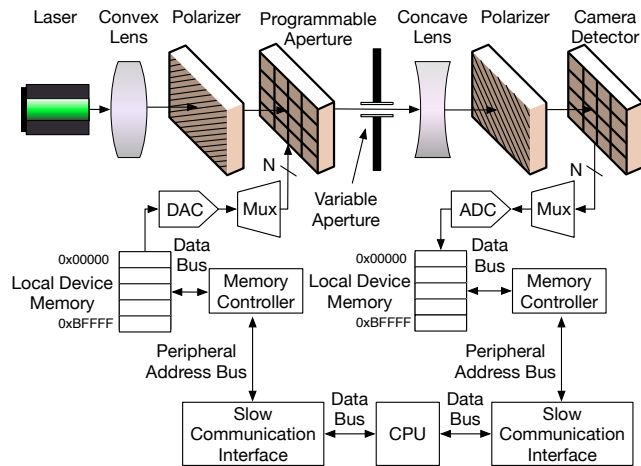 Laser
Convex
Lens
Polarizer
Programmable
Aperture
Concave
Lens
Polarizer
Camera
Detector
N
N
Variable
Aperture
DAC
Mux
ADC
Mux
0x00000
Data
Bus
Local Device
Memory
0xBFFFF
Memory
Controller
0x00000
Data
Bus
Local Device
Memory
0xBFFFF
Memory
Controller
Peripheral
Address Bus
Peripheral
Address Bus
Slow
Communication
Interface
Data
Bus
CPU
Data
Bus
Slow
Communication
Interface